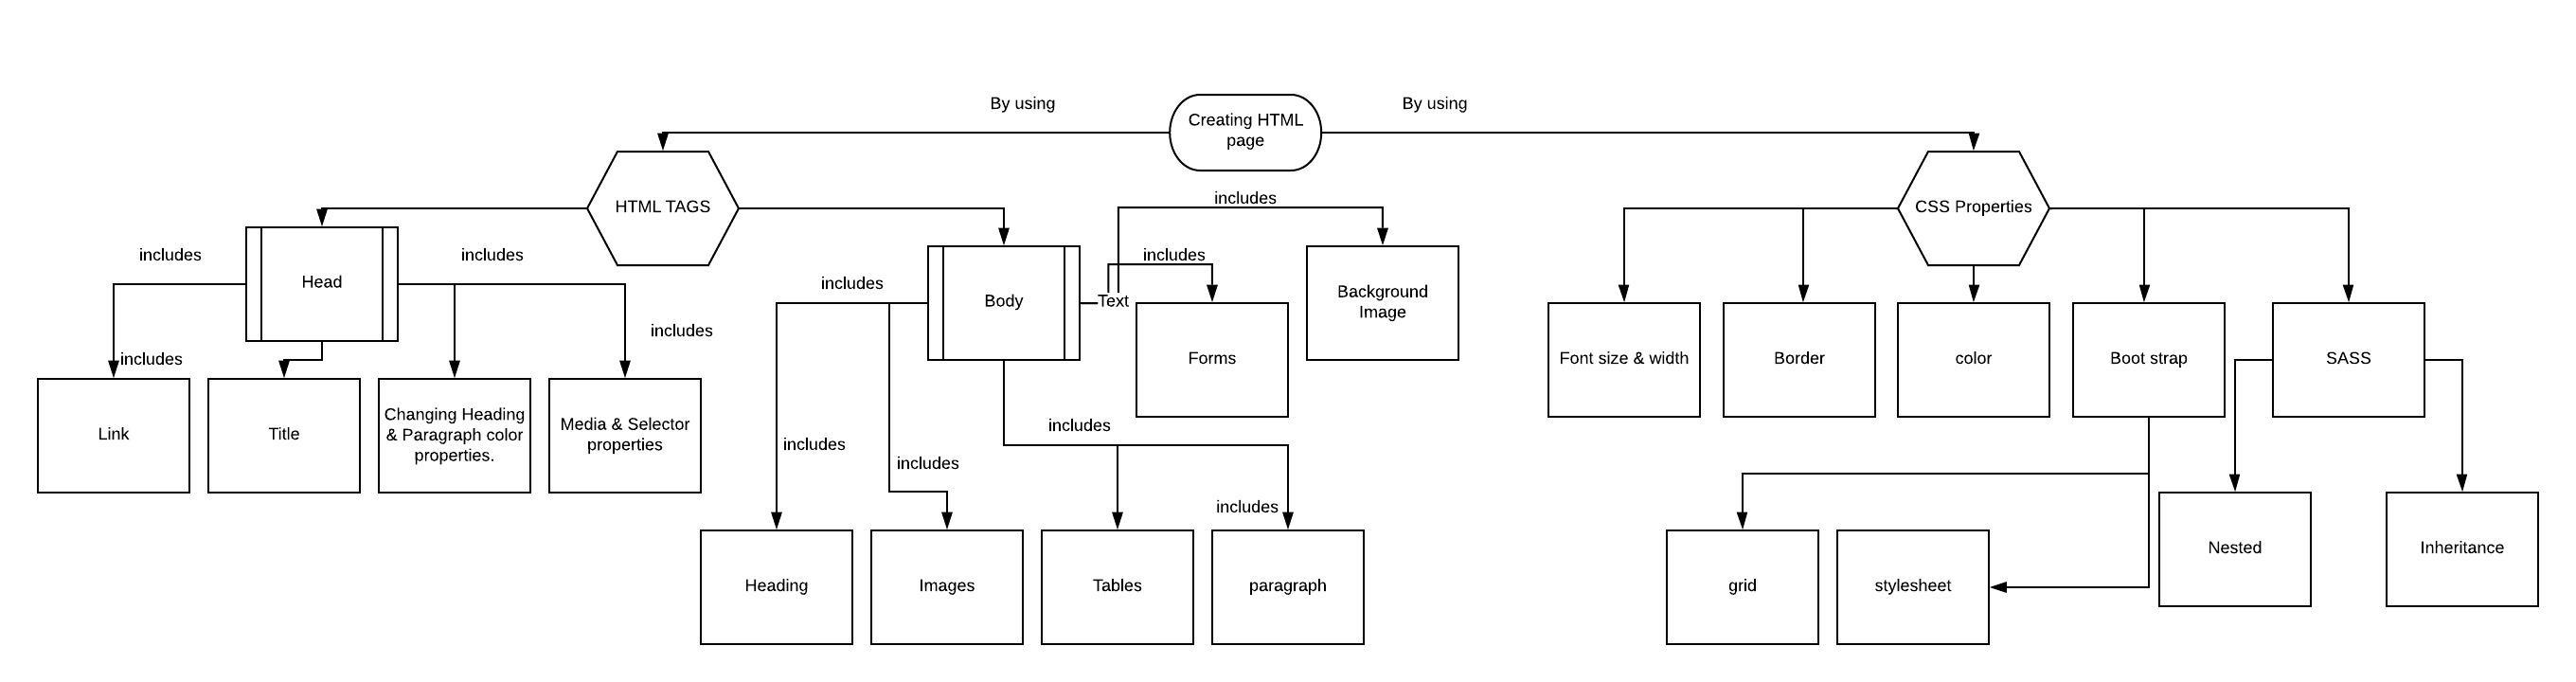 By using
Creating HTML
page
By using
HTML TAGS
includes
CSS Properties
includes
Head
includes
includes
Body
includes
Text
includes
Background
Image
includes
includes
Forms
Font size & width
Border
color
Boot strap
SASS
Link
Title
Changing Heading
& Paragraph color
properties.
Media & Selector
properties
includes
includes
includes
includes
Heading
Images
Tables
paragraph
grid
stylesheet
Nested
Inheritance